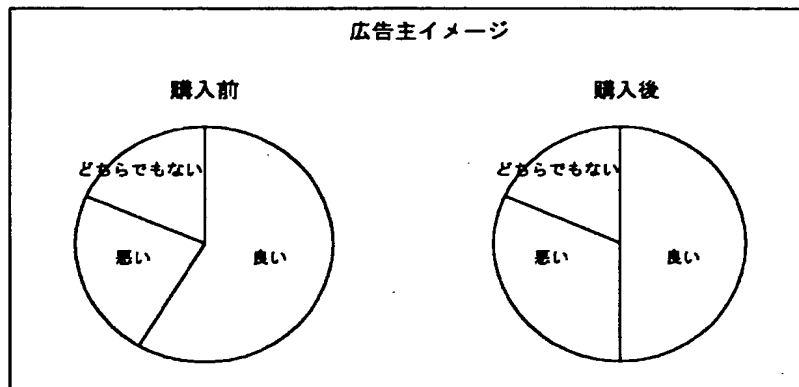 広告主イメージ
購入前
購入後
どちらでもない
悪い
良い
どちらでもない
悪い
良い